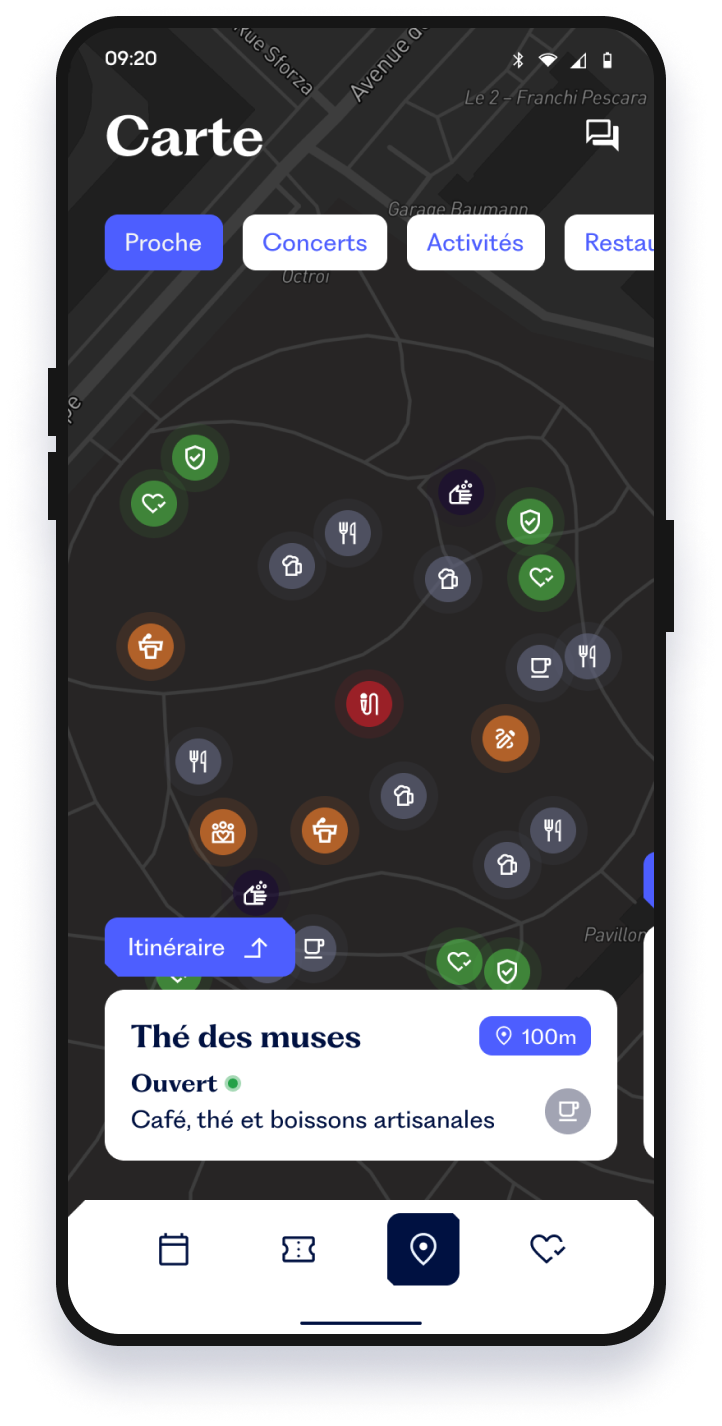 09:20
Rue Sforza
Avenue de
Le 2 – Franchi Pescara
Carte
Garage Baumann
Proche
Concerts
Activités
Restau
Octroi
Pavillon
Itinéraire
Thé des muses
100m
Ouvert
Café, thé et boissons artisanales